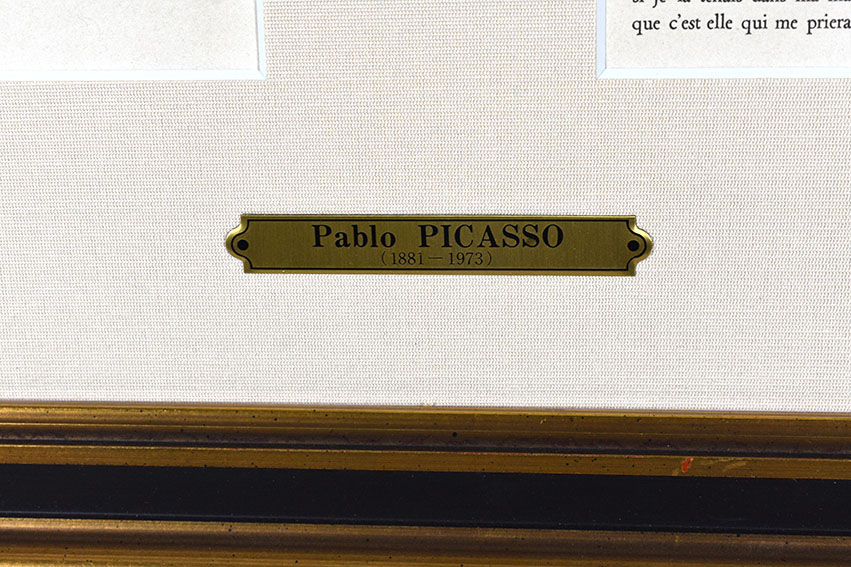 que c'est elle qui me priera
Pablo PICASSO
(1881—1973)